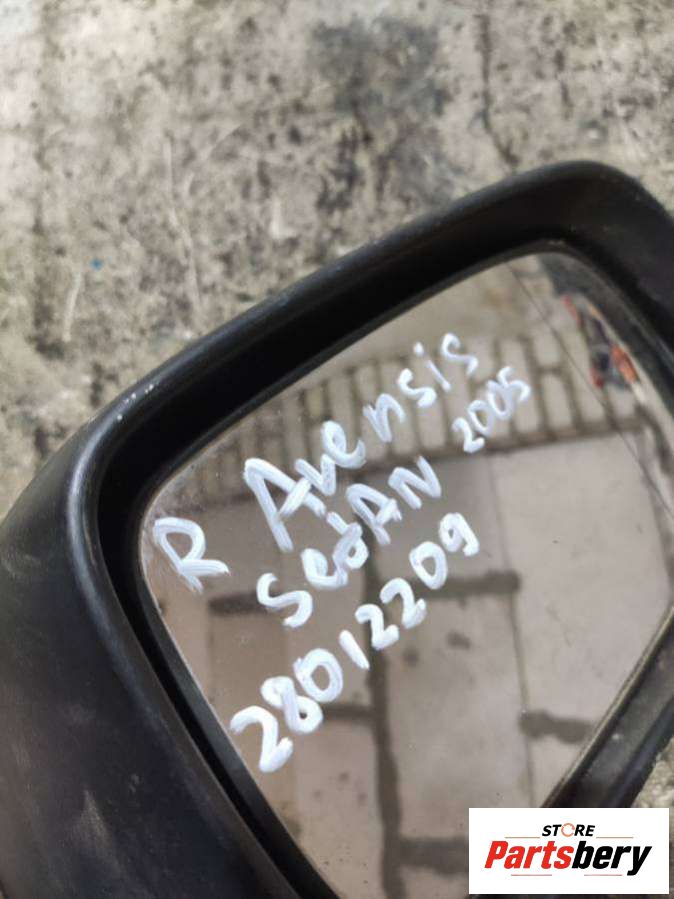 R Avensis
SedAN 2005
28012209
STORE
Partsbery